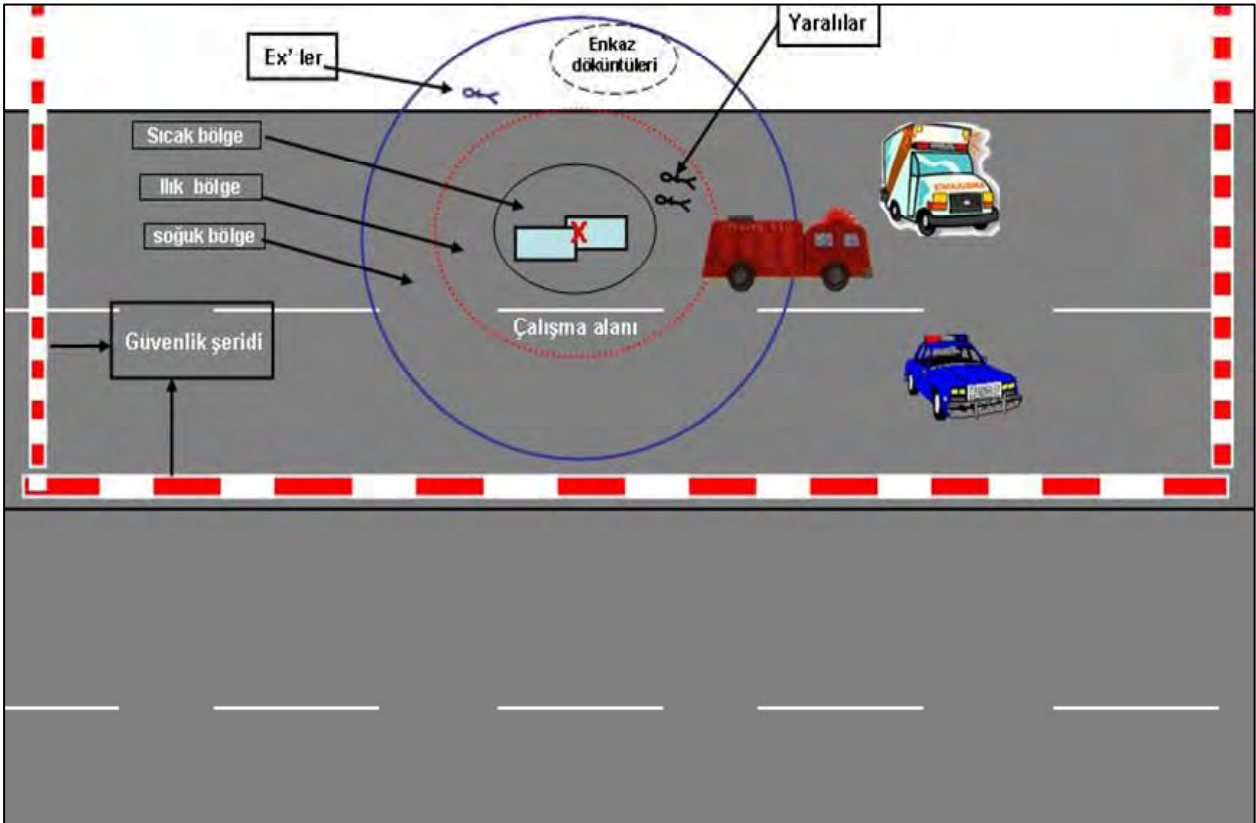 Yaralılar
Ex' ler
Enkaz
döküntüleri
Sıcak bölge
Ilık bölge
soğuk bölge
Güvenlik şeridi
Çalışma alanı